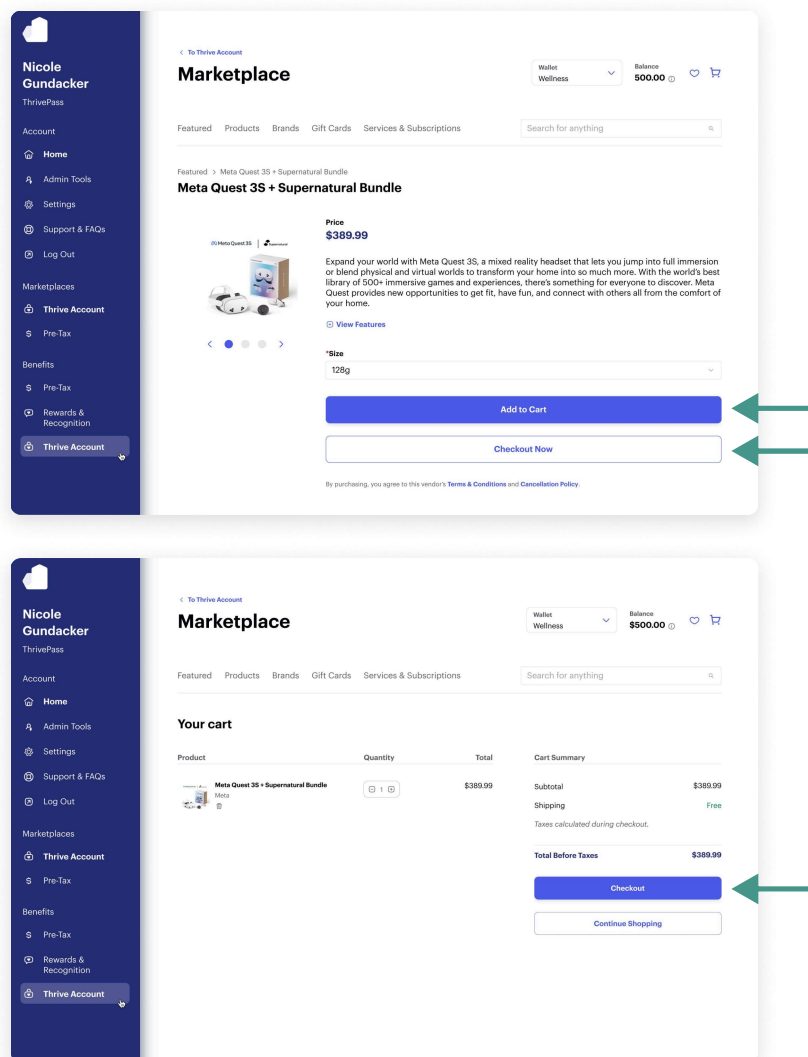 Nicole
Gundacker
ThrivePass
Account
Home
Admin Tools
Settings
Support & FAQs
Log Out
Marketplaces
Thrive Account
Pre-Tax
Benefits
Pre-Tax
Rewards &
Recognition
Thrive Account
To Thrive Account
Marketplace
Wallet
Wellness
Balance
500.00
Featured Products Brands Gift Cards Services & Subscriptions
Search for anything
Featured > Meta Quest 3S + Supernatural Bundle
Meta Quest 3S + Supernatural Bundle
Meta Quest 3S | Supernatural
Price
$389.99
Expand your world with Meta Quest 3S, a mixed reality headset that lets you jump into full immersion
or blend physical and virtual worlds to transform your home into so much more. With the world's best
library of 500+ immersive games and experiences, there's something for everyone to discover. Meta
Quest provides new opportunities to get fit, have fun, and connect with others all from the comfort of
your home.
View Features
*Size
128g
Add to Cart
Checkout Now
By purchasing, you agree to this vendor's Terms & Conditions and Cancellation Policy.
Nicole
Gundacker
ThrivePass
Account
Home
Admin Tools
Settings
Support & FAQs
Log Out
Marketplaces
Thrive Account
Pre-Tax
Benefits
Pre-Tax
Rewards &
Recognition
Thrive Account
To Thrive Account
Marketplace
Wallet
Wellness
Balance
$500.00
Featured Products Brands Gift Cards Services & Subscriptions
Search for anything
Your cart
Product Quantity Total
Meta Quest 3S + Supernatural Bundle
Meta
1
$389.99
Cart Summary
Subtotal $389.99
Shipping Free
Taxes calculated during checkout.
Total Before Taxes $389.99
Checkout
Continue Shopping